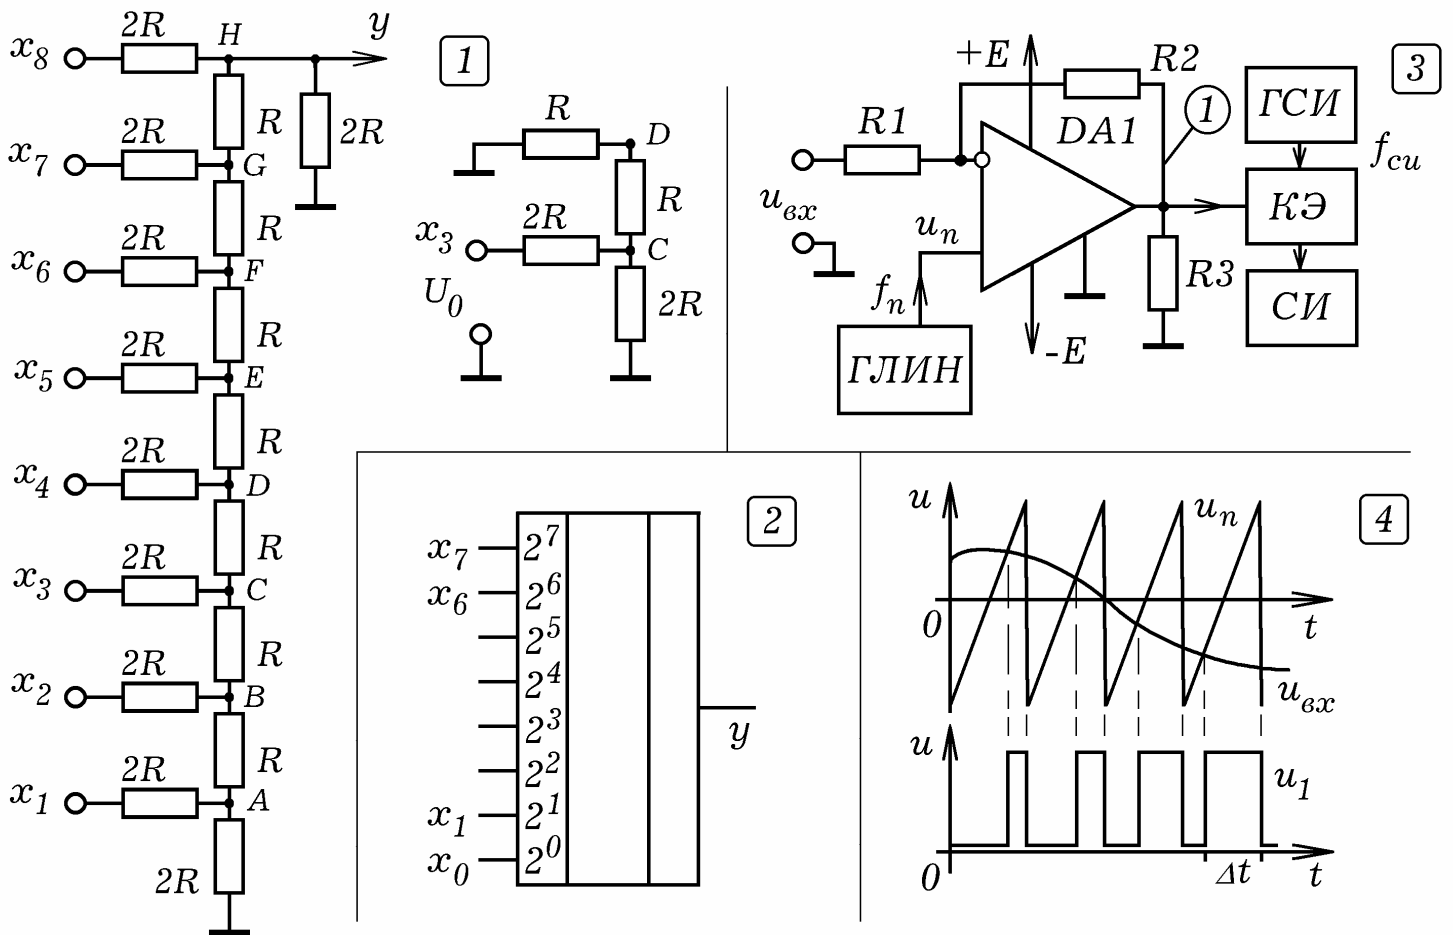 2R
x8
H
y
1
R
2R
2R
x7
G
R
2R
x6
F
R
2R
x5
E
R
2R
x4
D
R
2R
x3
C
R
2R
x2
B
R
2R
x1
A
2R
R
D
R
2R
x3
C
U0
2R
2
x7
2^7
x6
2^6
2^5
2^4
2^3
2^2
x1
2^1
x0
2^0
y
3
+E
R2
1
ГСИ
R1
DA1
fси
uвх
uп
КЭ
fп
R3
СИ
-E
ГЛИН
4
u
uп
0
t
uвх
u
u1
0
Δt
t